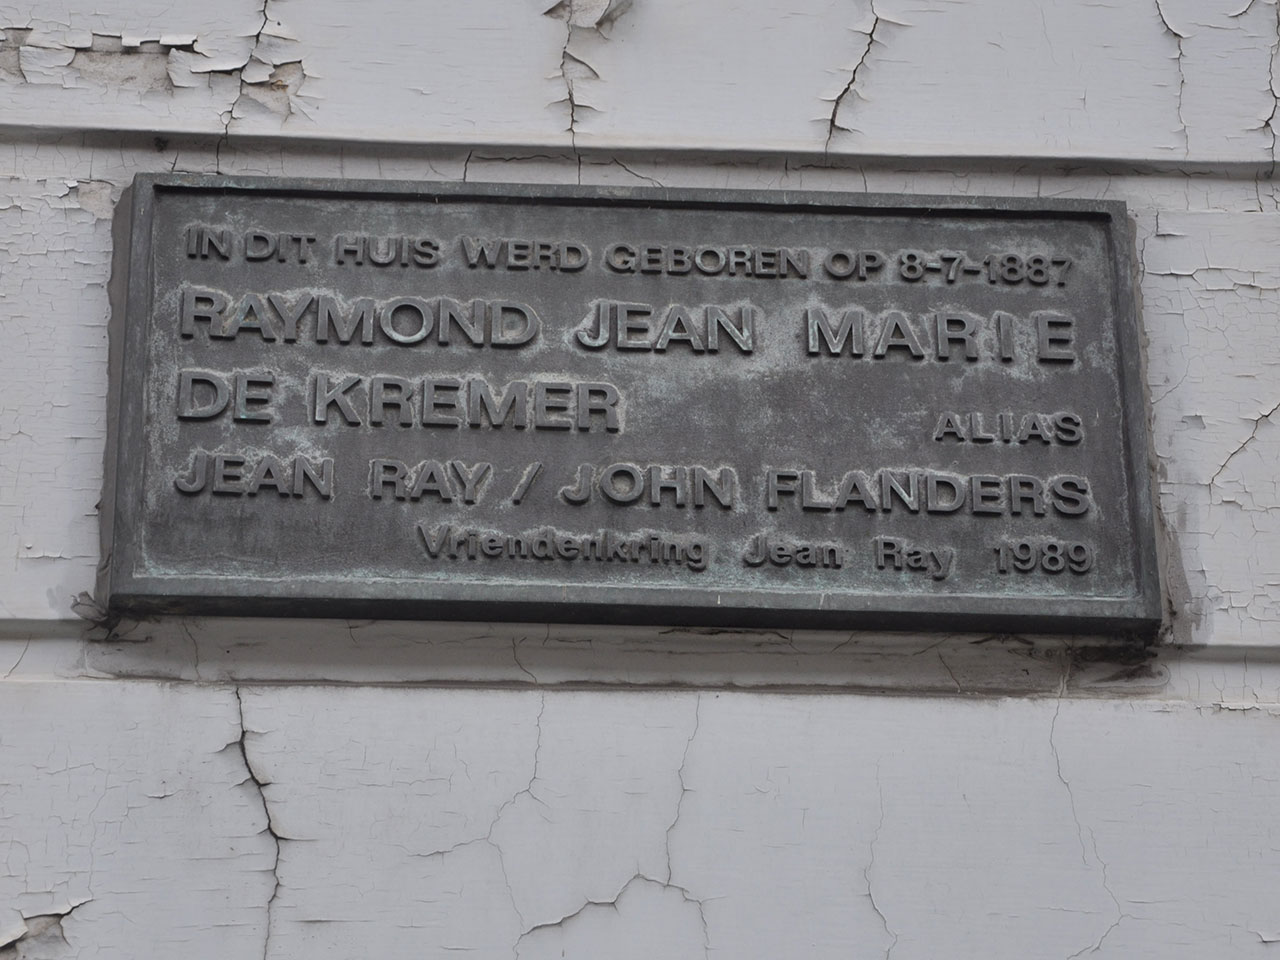 IN DIT HUIS WERD GEBOREN OP 8-7-1887
RAYMOND JEAN MARIE
DE KREMER ALIAS
JEAN RAY / JOHN FLANDERS
Vriendenkring Jean Ray 1989